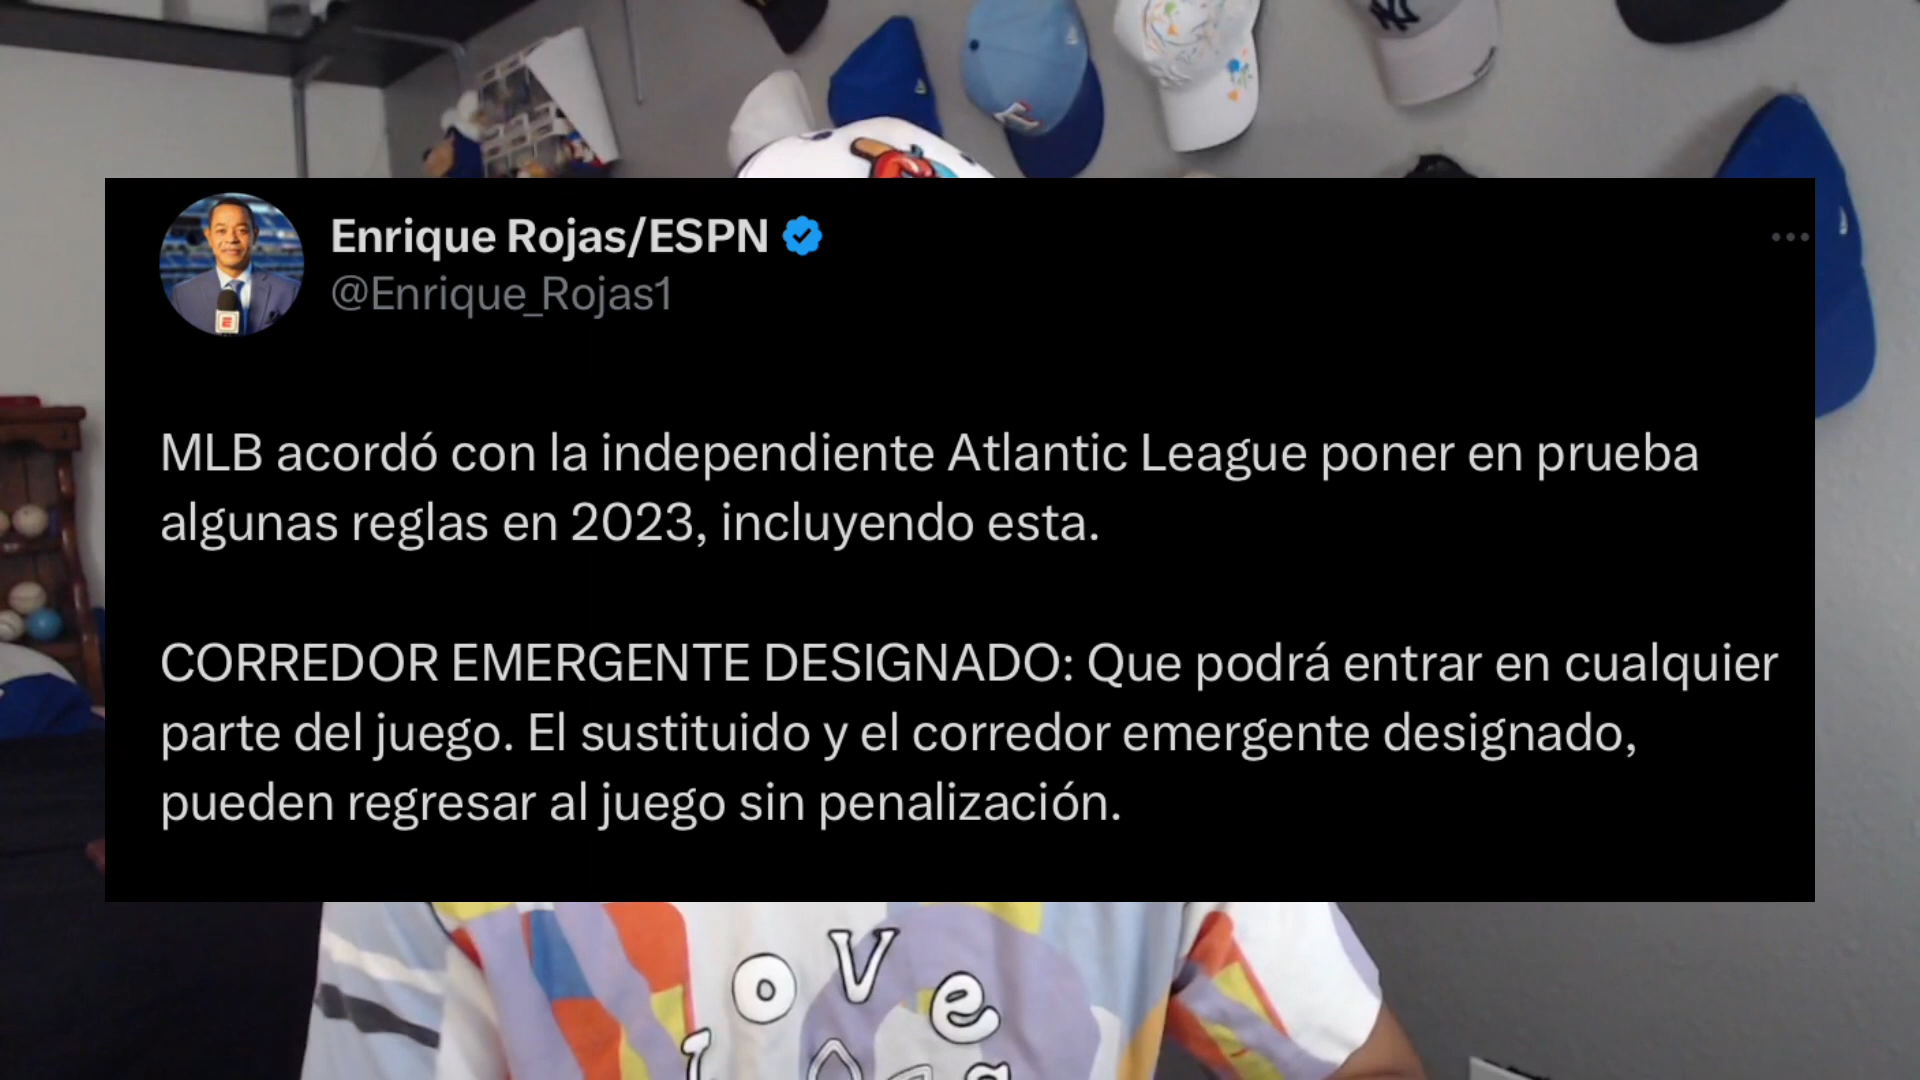 Enrique Rojas/ESPN
@Enrique_Rojas1
MLB acordó con la independiente Atlantic League poner en prueba
algunas reglas en 2023, incluyendo esta.
CORREDOR EMERGENTE DESIGNADO: Que podrá entrar en cualquier
parte del juego. El sustituido y el corredor emergente designado,
pueden regresar al juego sin penalización.
ove